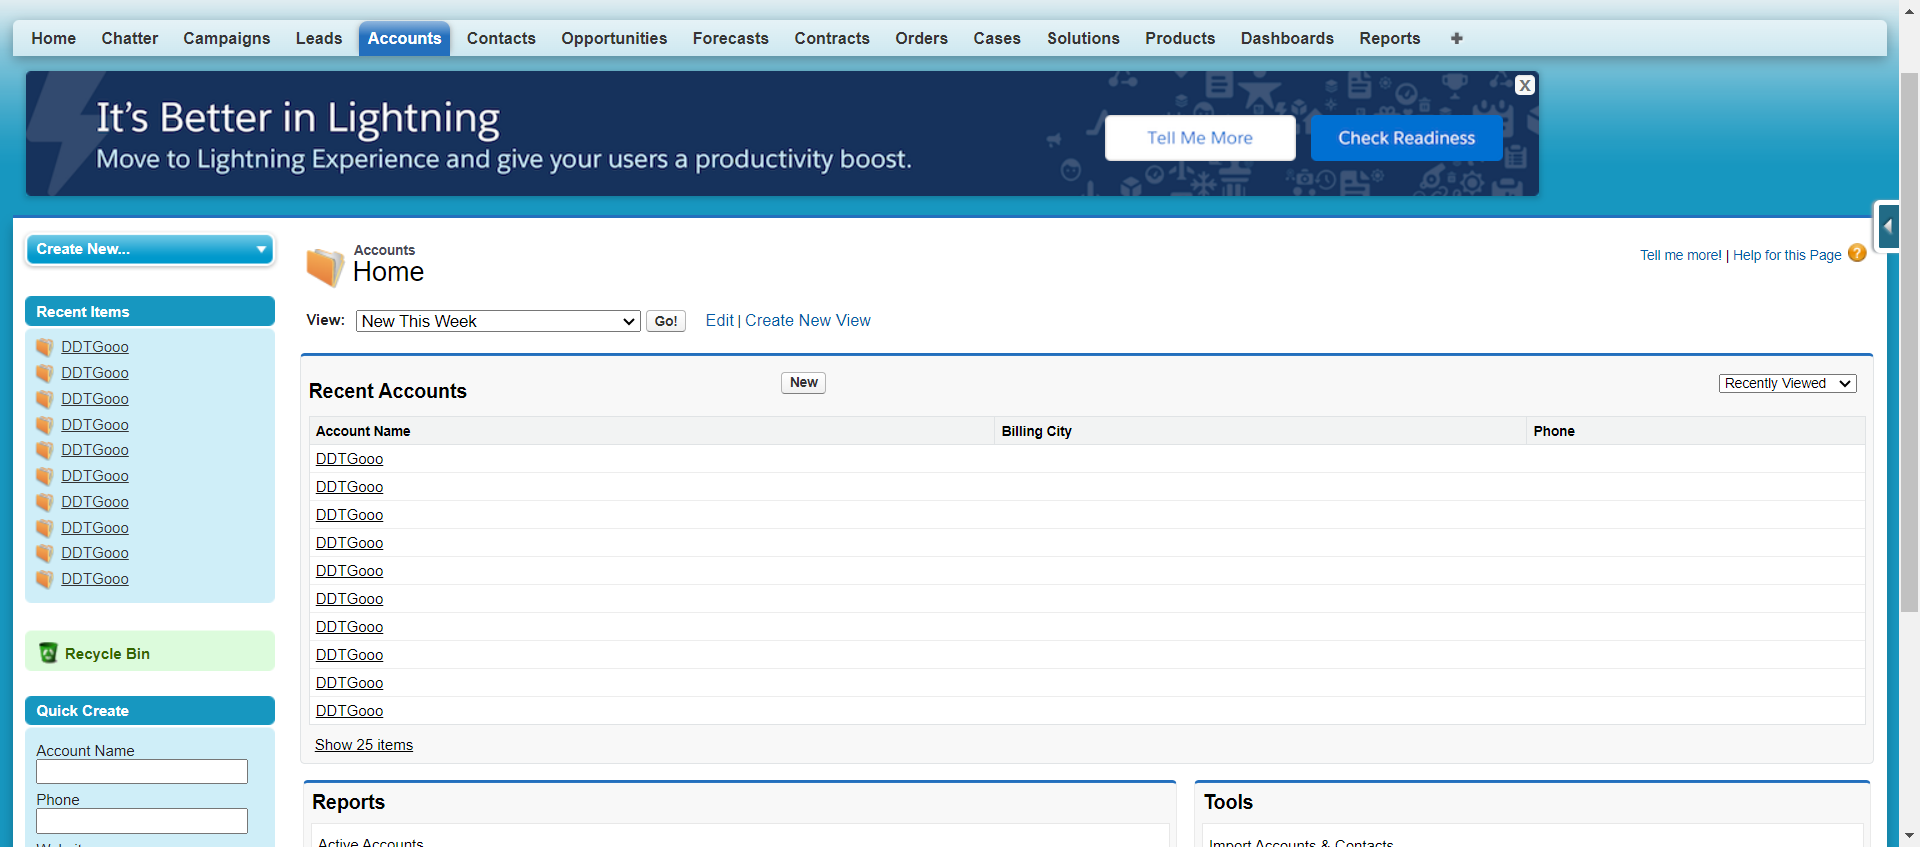 Home Chatter Campaigns Leads Accounts Contacts Opportunities Forecasts Contracts Orders Cases Solutions Products Dashboards Reports +
It's Better in Lightning
Move to Lightning Experience and give your users a productivity boost.
Tell Me More
Check Readiness
X
Create New...
Recent Items
DDTGooo
DDTGooo
DDTGooo
DDTGooo
DDTGooo
DDTGooo
DDTGooo
DDTGooo
DDTGooo
DDTGooo
Recycle Bin
Quick Create
Account Name
Phone
Accounts
Home
Tell me more! | Help for this Page ?
View: New This Week Go! Edit | Create New View
Recent Accounts New Recently Viewed
Account Name Billing City Phone
DDTGooo
DDTGooo
DDTGooo
DDTGooo
DDTGooo
DDTGooo
DDTGooo
DDTGooo
DDTGooo
DDTGooo
Show 25 items
Reports
Active Accounts
Tools
Import Accounts & Contacts